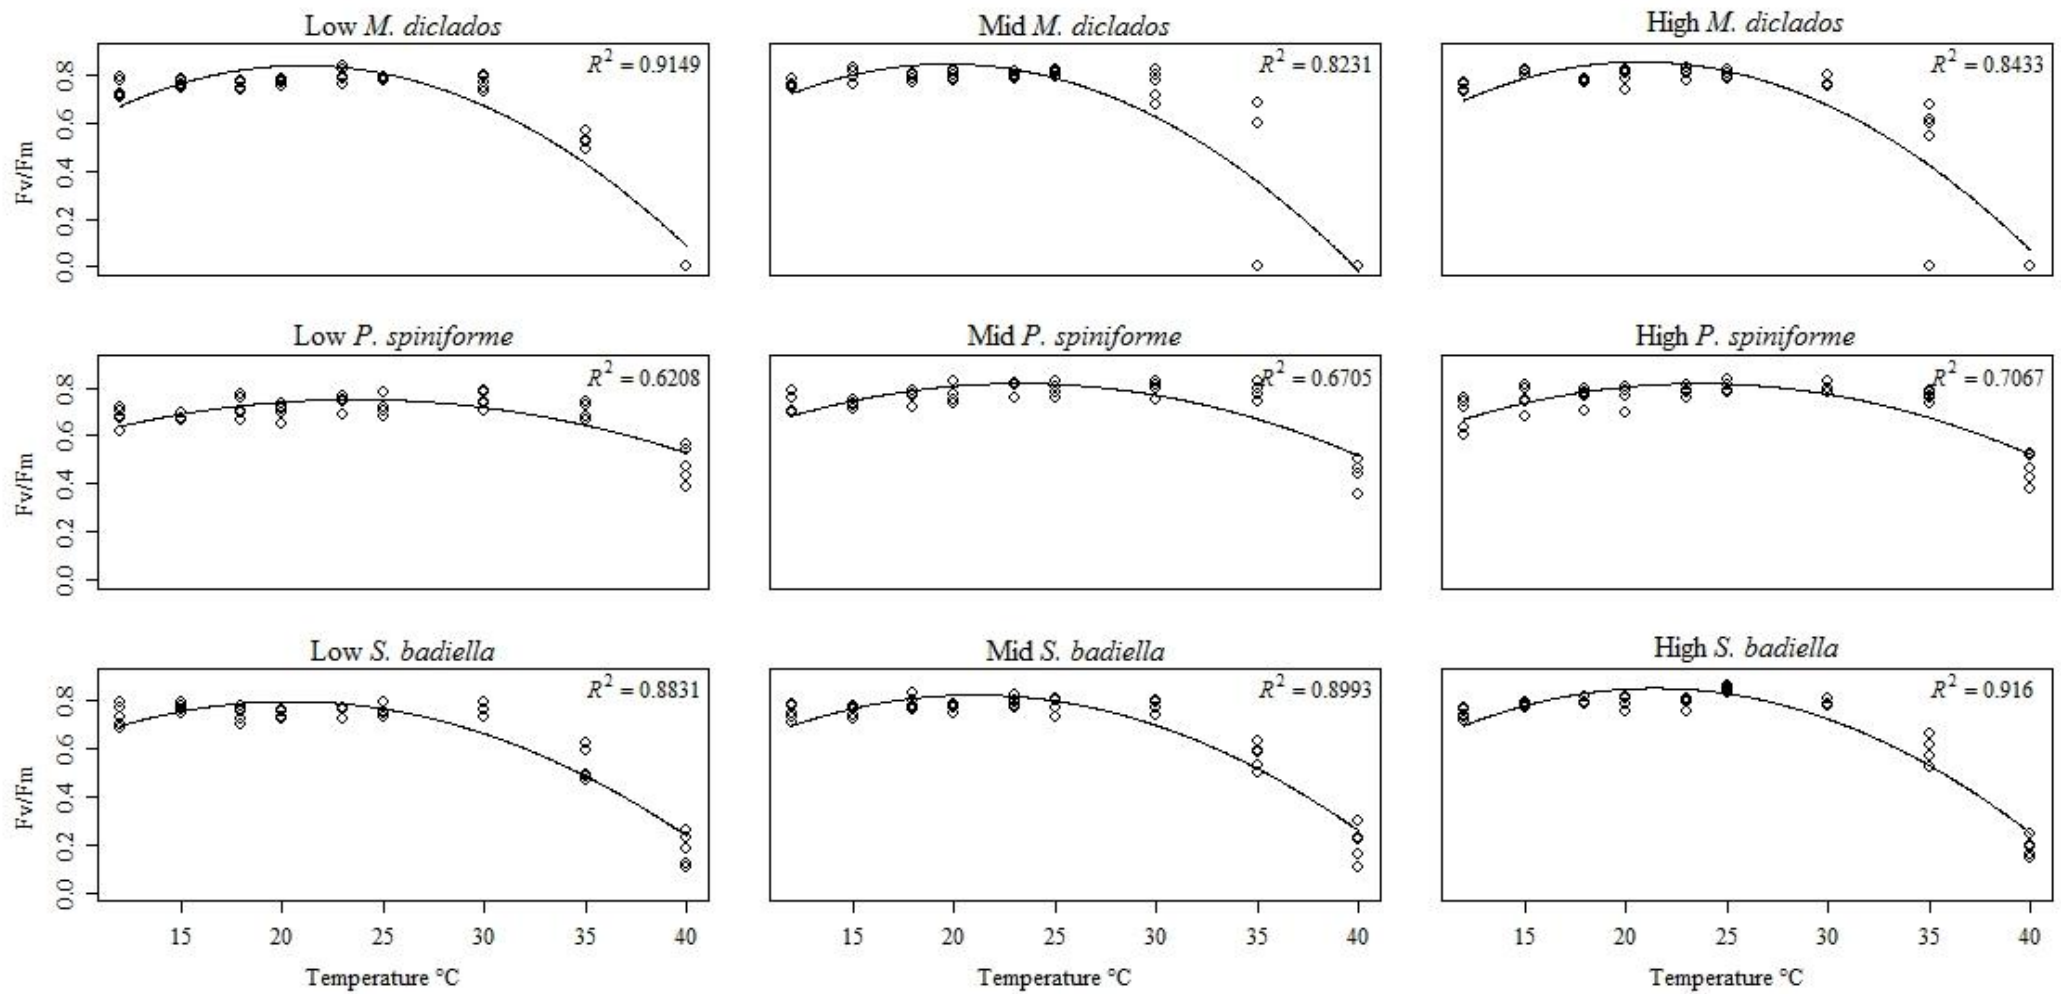 Low M. diclados
Mid M. diclados
High M. diclados
R² = 0.9149
R² = 0.8231
R² = 0.8433
Fv/Fm
0.8
0.6
0.4
0.2
0.0
Low P. spiniforme
Mid P. spiniforme
High P. spiniforme
R² = 0.6208
R² = 0.6705
R² = 0.7067
Fv/Fm
0.8
0.6
0.4
0.2
0.0
Low S. badiella
Mid S. badiella
High S. badiella
R² = 0.8831
R² = 0.8993
R² = 0.916
Fv/Fm
0.8
0.6
0.4
0.2
0.0
15 20 25 30 35 40
15 20 25 30 35 40
15 20 25 30 35 40
Temperature °C
Temperature °C
Temperature °C